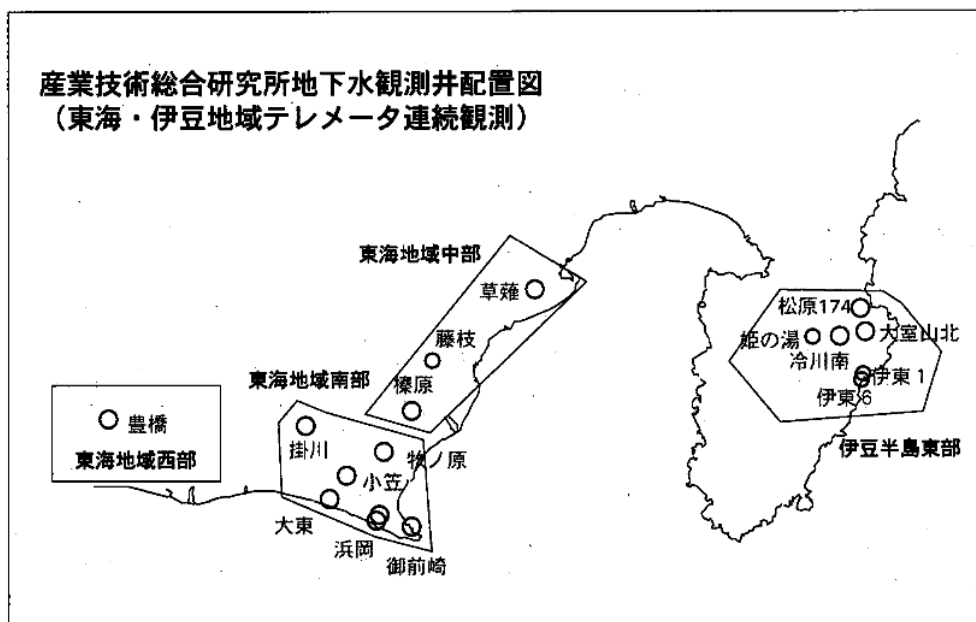 産業技術総合研究所地下水観測井配置図
（東海・伊豆地域テレメータ連続観測）
東海地域中部
草薙
藤枝
榛原
東海地域南部
掛川
牧ノ原
小笠
大東
浜岡
御前崎
豊橋
東海地域西部
松原174
姫の湯
大室山北
冷川南
伊東1
伊東6
伊豆半島東部